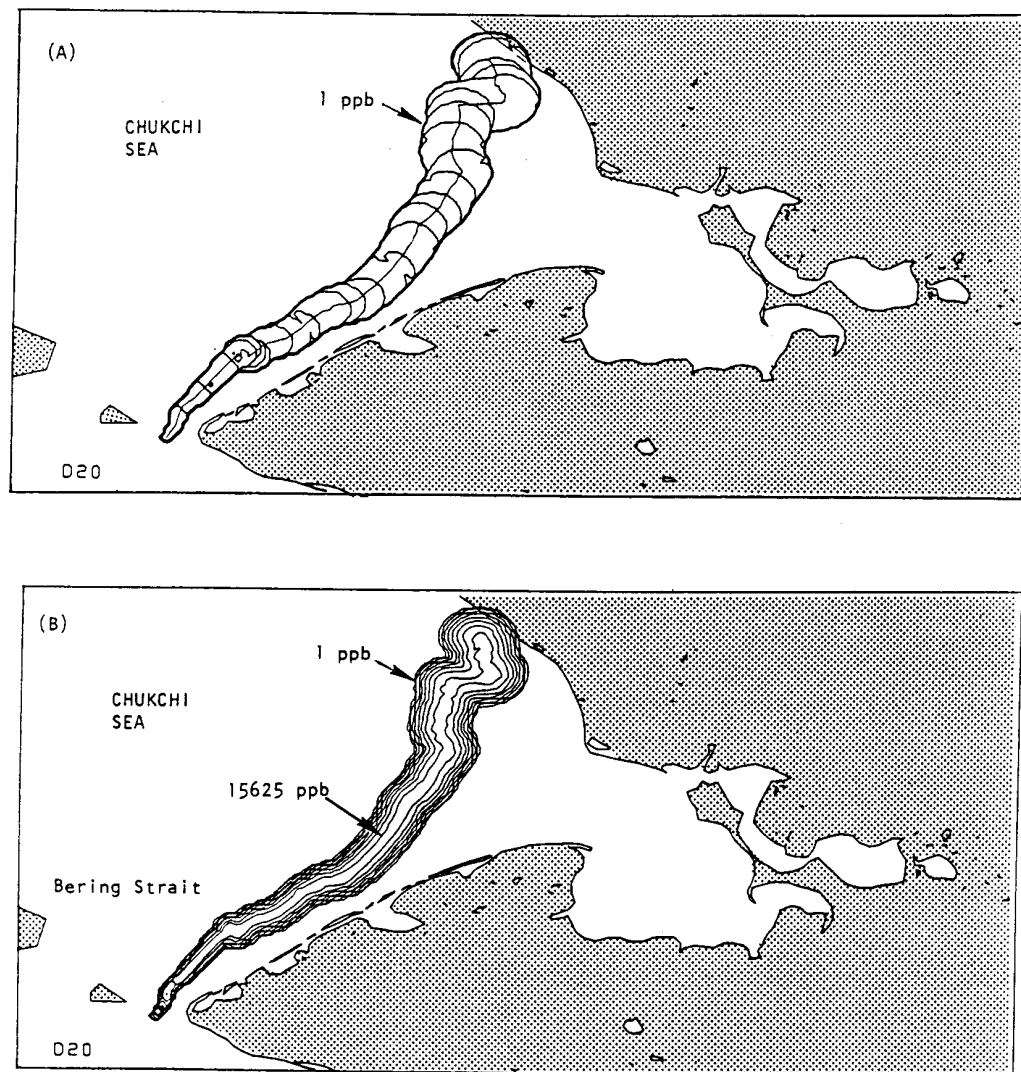 (A)
1 ppb
CHUKCHI
SEA
D20
(B)
1 ppb
CHUKCHI
SEA
15625 ppb
Bering Strait
D20